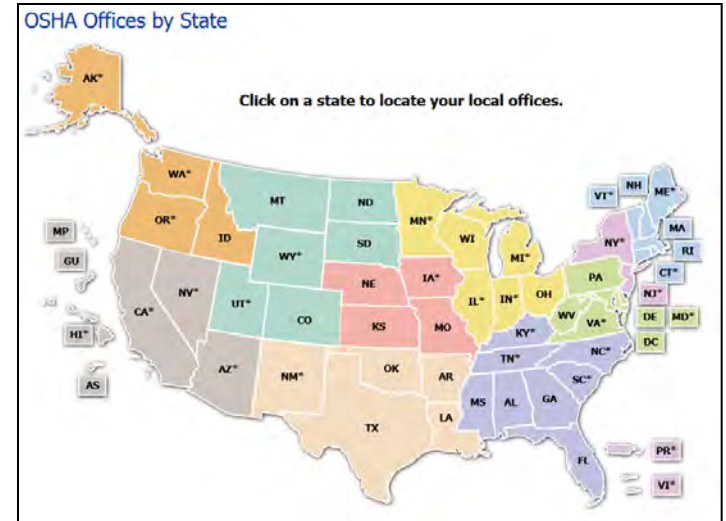 OSHA Offices by State
AK*
Click on a state to locate your local offices.
WA*
MT
ND
MN*
VT*
NH
ME*
OR*
ID
WY*
SD
WI
MI*
NY*
MA
RI
CT*
MP
GU
NV*
UT*
NE
IA*
IL*
IN*
OH
PA
NJ*
CA*
CO
KS
MO
WV
VA*
DE
MD*
DC
HI*
KY*
AS
AZ*
NM*
OK
AR
TN*
NC*
SC*
TX
LA
MS
AL
GA
FL
PR*
VI*